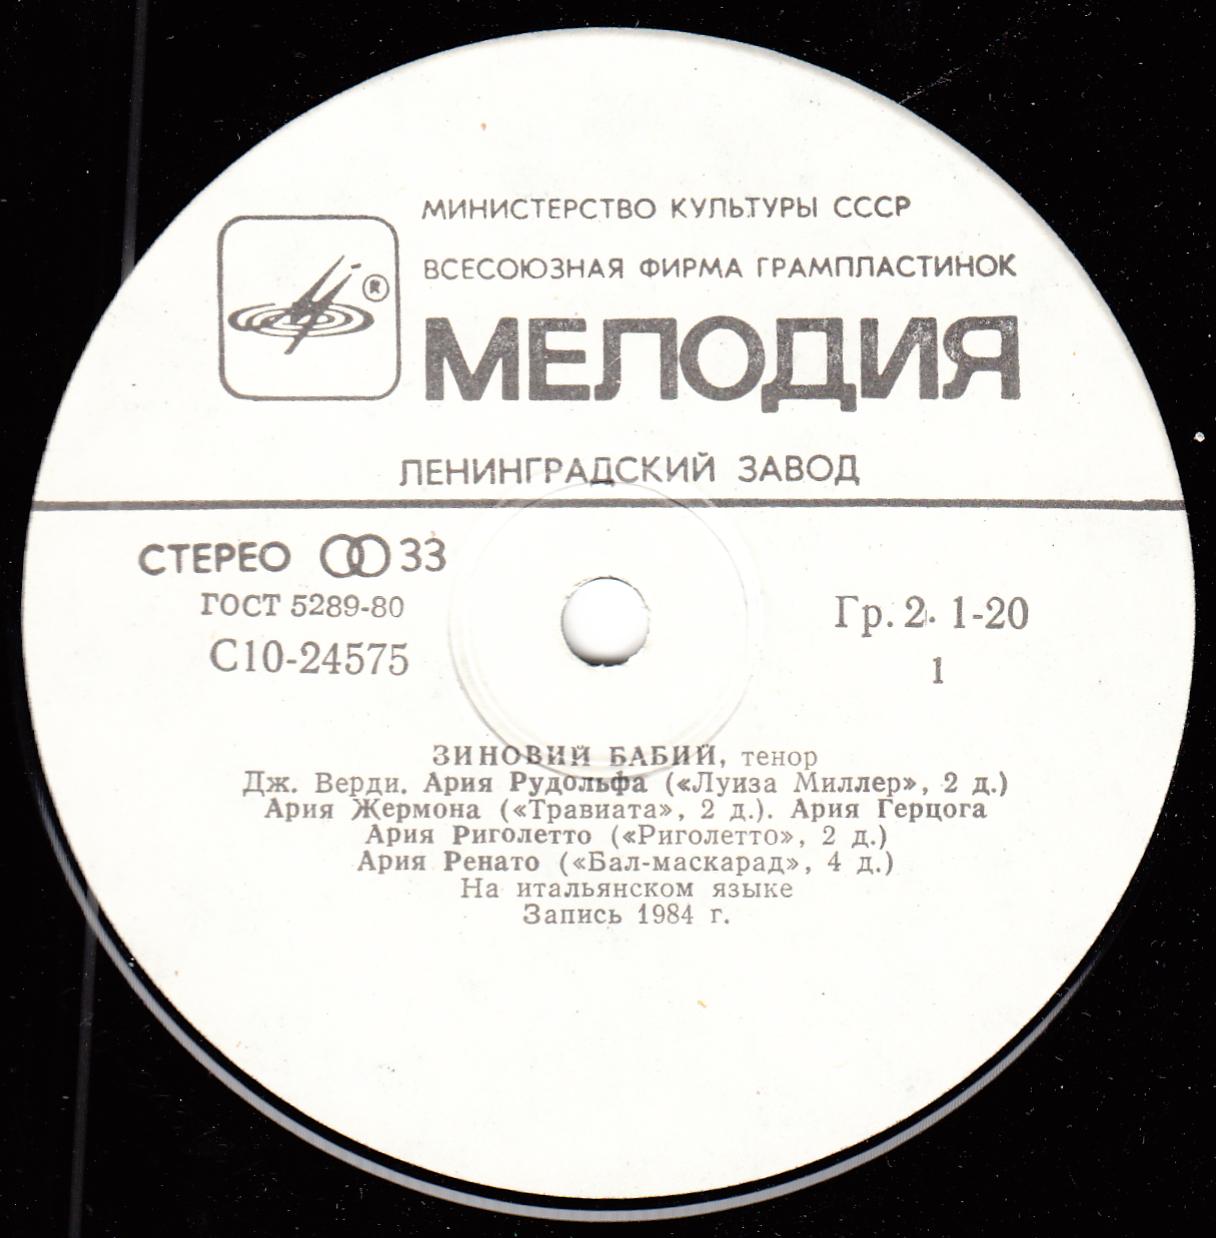 МИНИСТЕРСТВО КУЛЬТУРЫ СССР
ВСЕСОЮЗНАЯ ФИРМА ГРАМПЛАСТИНОК
®
МЕЛОДИЯ
ЛЕНИНГРАДСКИЙ ЗАВОД
СТЕРЕО 33
ГОСТ 5289-80
Гр. 2. 1-20
С10-24575
1
ЗИНОВИЙ БАБИЙ, тенор
Дж. Верди. Ария Рудольфа («Луиза Миллер», 2 д.)
Ария Жермона («Травиата», 2 д.). Ария Герцога
Ария Риголетто («Риголетто», 2 д.)
Ария Ренато («Бал-маскарад», 4 д.)
На итальянском языке
Запись 1984 г.